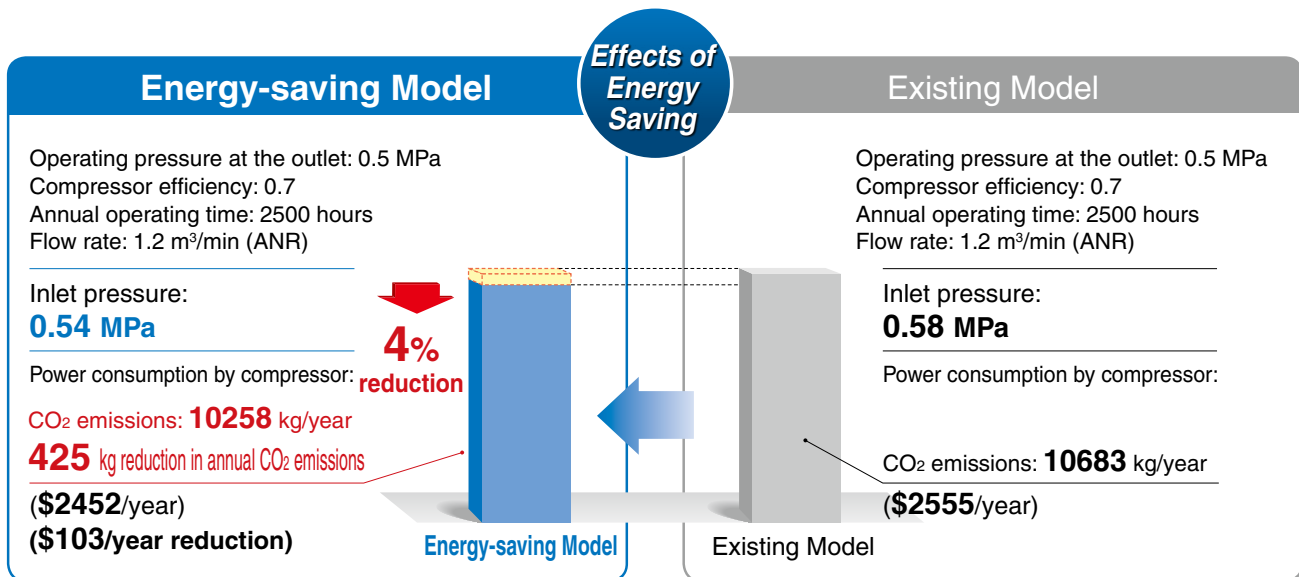 Effects of
Energy
Saving
Energy-saving Model
Operating pressure at the outlet: 0.5 MPa
Compressor efficiency: 0.7
Annual operating time: 2500 hours
Flow rate: 1.2 m³/min (ANR)
Inlet pressure:
0.54 MPa
Power consumption by compressor:
CO₂ emissions: 10258 kg/year
425 kg reduction in annual CO₂ emissions
($2452/year)
($103/year reduction)
4%
reduction
Energy-saving Model
Existing Model
Operating pressure at the outlet: 0.5 MPa
Compressor efficiency: 0.7
Annual operating time: 2500 hours
Flow rate: 1.2 m³/min (ANR)
Inlet pressure:
0.58 MPa
Power consumption by compressor:
CO₂ emissions: 10683 kg/year
($2555/year)
Existing Model